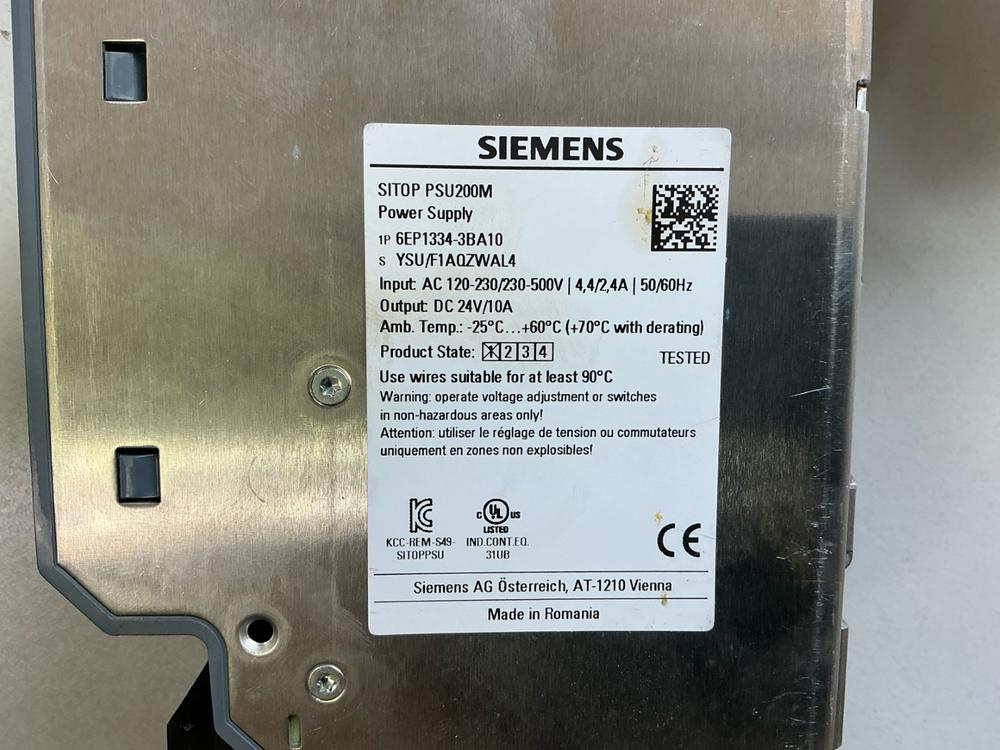 SIEMENS
SITOP PSU200M
Power Supply
1P 6EP1334-3BA10
S YSU/F1AQZWAL4
Input: AC 120-230/230-500V | 4,4/2,4A | 50/60Hz
Output: DC 24V/10A
Amb. Temp.: -25°C...+60°C (+70°C with derating)
Product State: X 2 3 4
TESTED
Use wires suitable for at least 90°C
Warning: operate voltage adjustment or switches
in non-hazardous areas only!
Attention: utiliser le réglage de tension ou commutateurs
uniquement en zones non explosibles!
C UL US
LISTED
KCC-REM-S49- IND.CONT.EQ.
SITOPPSU 31UB
CE
Siemens AG Österreich, AT-1210 Vienna
Made in Romania